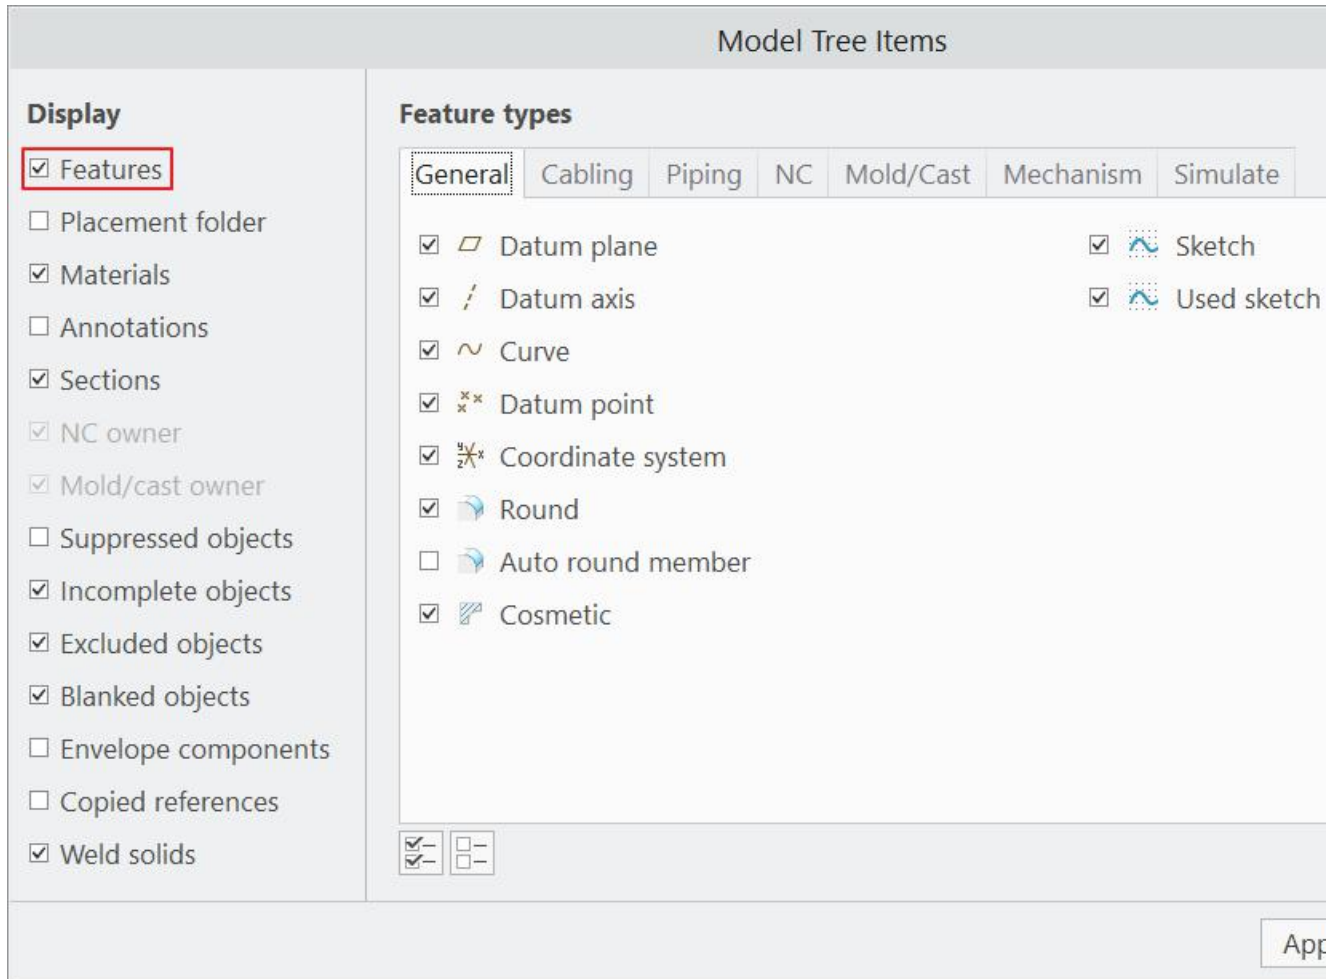 Model Tree Items
Display
Features
Placement folder
Materials
Annotations
Sections
NC owner
Mold/cast owner
Suppressed objects
Incomplete objects
Excluded objects
Blanked objects
Envelope components
Copied references
Weld solids
Feature types
General Cabling Piping NC Mold/Cast Mechanism Simulate
Datum plane
Datum axis
Curve
Datum point
Coordinate system
Round
Auto round member
Cosmetic
Sketch
Used sketch
App